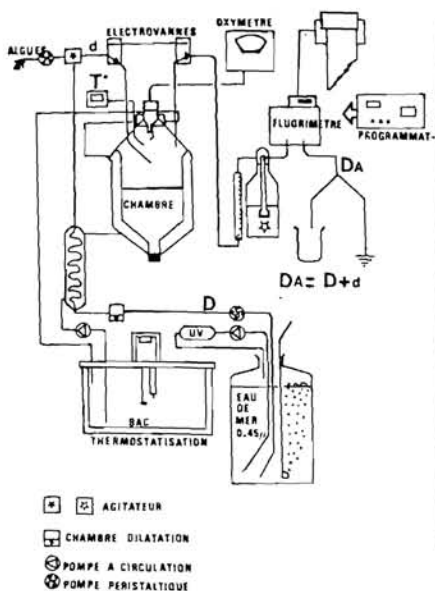 ELECTROVANNES
OXYMETRE
ALGUES
d
T°
FLUORIMETRE
PROGRAMMAT-
CHAMBRE
DA
DA = D+d
D
UV
EAU
DE
MER
0.45µ
BAC
THERMOSTATISATION
AGITATEUR
CHAMBRE DILATATION
POMPE A CIRCULATION
POMPE PERISTALTIQUE